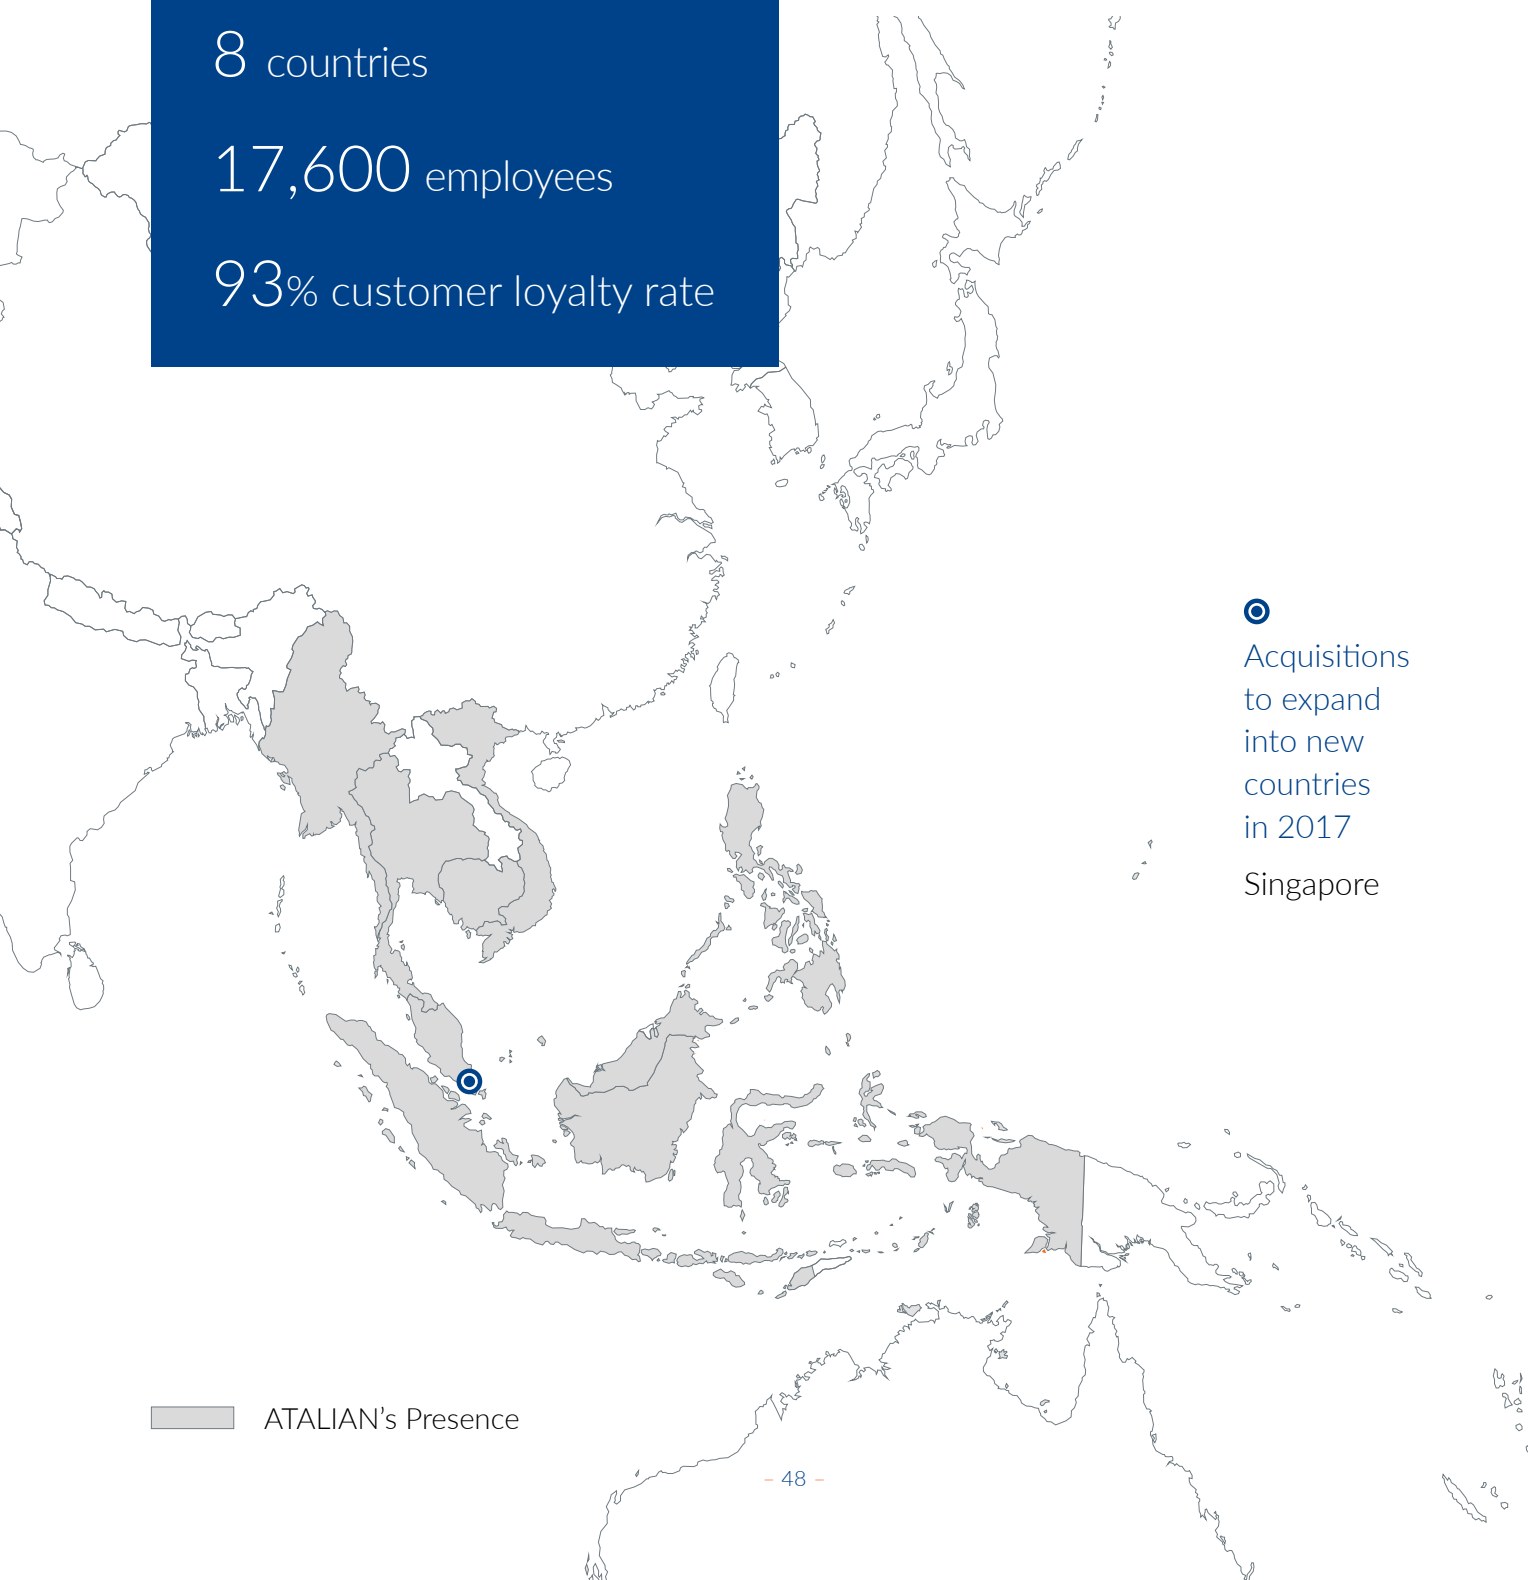 8 countries
17,600 employees
93% customer loyalty rate
Acquisitions
to expand
into new
countries
in 2017
Singapore
ATALIAN’s Presence
– 48 –